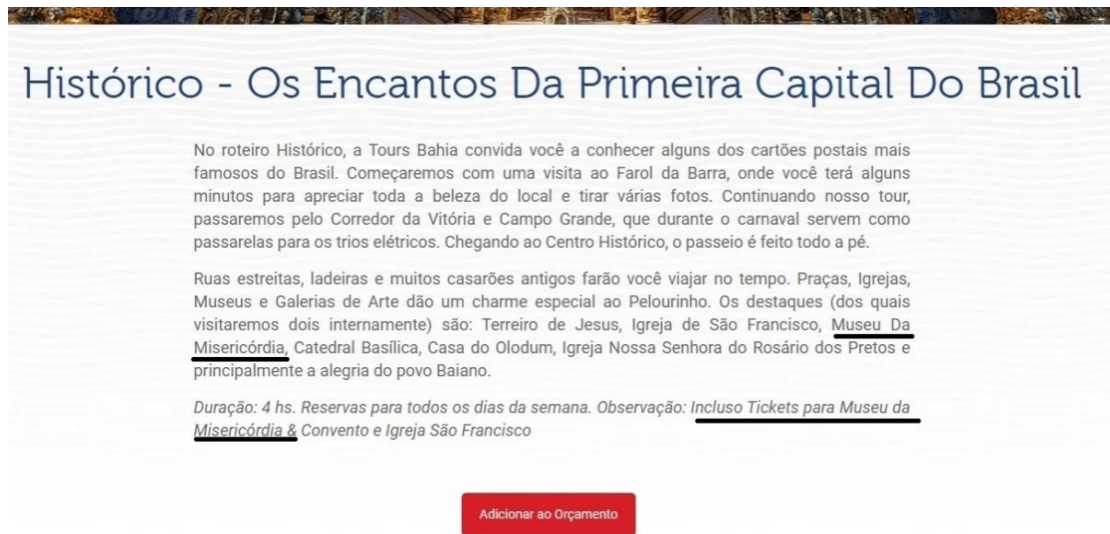 Histórico - Os Encantos Da Primeira Capital Do Brasil
No roteiro Histórico, a Tours Bahia convida você a conhecer alguns dos cartões postais mais
famosos do Brasil. Começaremos com uma visita ao Farol da Barra, onde você terá alguns
minutos para apreciar toda a beleza do local e tirar várias fotos. Continuando nosso tour,
passaremos pelo Corredor da Vitória e Campo Grande, que durante o carnaval servem como
passarelas para os trios elétricos. Chegando ao Centro Histórico, o passeio é feito todo a pé.
Ruas estreitas, ladeiras e muitos casarões antigos farão você viajar no tempo. Praças, Igrejas,
Museus e Galerias de Arte dão um charme especial ao Pelourinho. Os destaques (dos quais
visitaremos dois internamente) são: Terreiro de Jesus, Igreja de São Francisco, Museu Da
Misericórdia, Catedral Basílica, Casa do Olodum, Igreja Nossa Senhora do Rosário dos Pretos e
principalmente a alegria do povo Baiano.
Duração: 4 hs. Reservas para todos os dias da semana. Observação: Incluso Tickets para Museu da
Misericórdia & Convento e Igreja São Francisco
Adicionar ao Orçamento